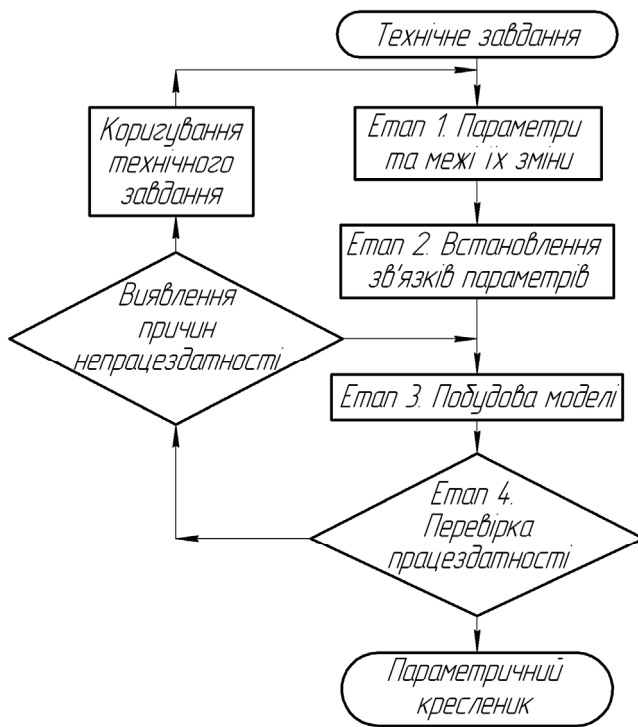 Технічне завдання
Коригування
технічного
завдання
Етап 1. Параметри
та межі їх зміни
Етап 2. Встановлення
зв'язків параметрів
Виявлення
причин
непрацездатності
Етап 3. Побудова моделі
Етап 4.
Перевірка
працездатності
Параметричний
кресленик